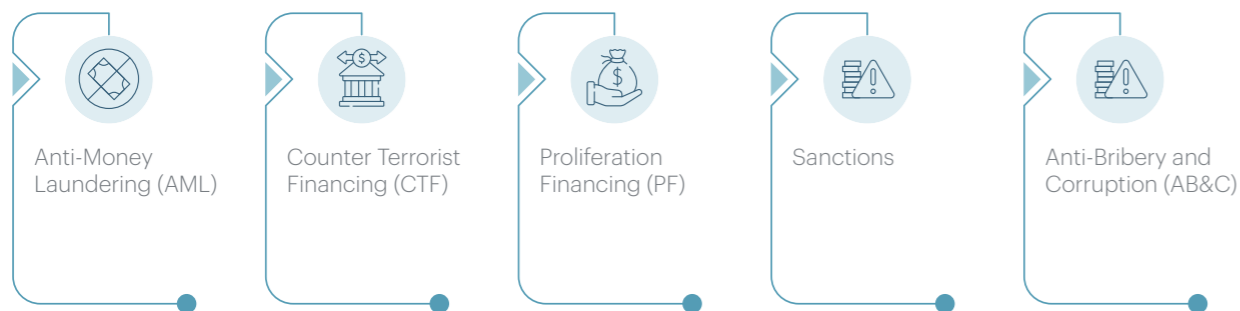 Anti-Money
Laundering (AML)
Counter Terrorist
Financing (CTF)
Proliferation
Financing (PF)
Sanctions
Anti-Bribery and
Corruption (AB&C)